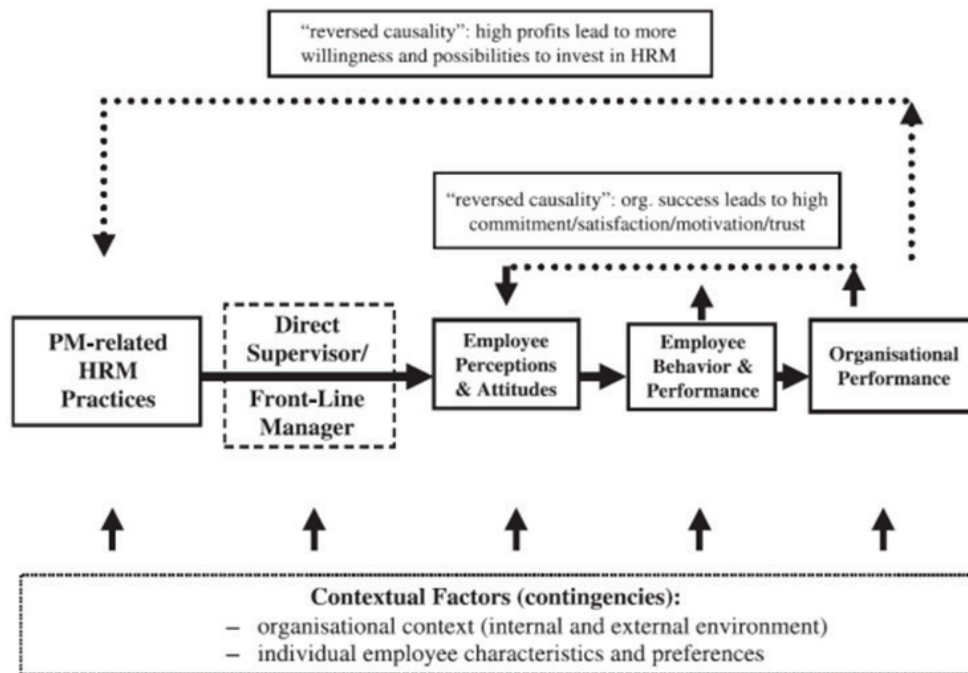 “reversed causality”: high profits lead to more
willingness and possibilities to invest in HRM
“reversed causality”: org. success leads to high
commitment/satisfaction/motivation/trust
PM-related
HRM
Practices
Direct
Supervisor/
Front-Line
Manager
Employee
Perceptions
& Attitudes
Employee
Behavior &
Performance
Organisational
Performance
Contextual Factors (contingencies):
– organisational context (internal and external environment)
– individual employee characteristics and preferences